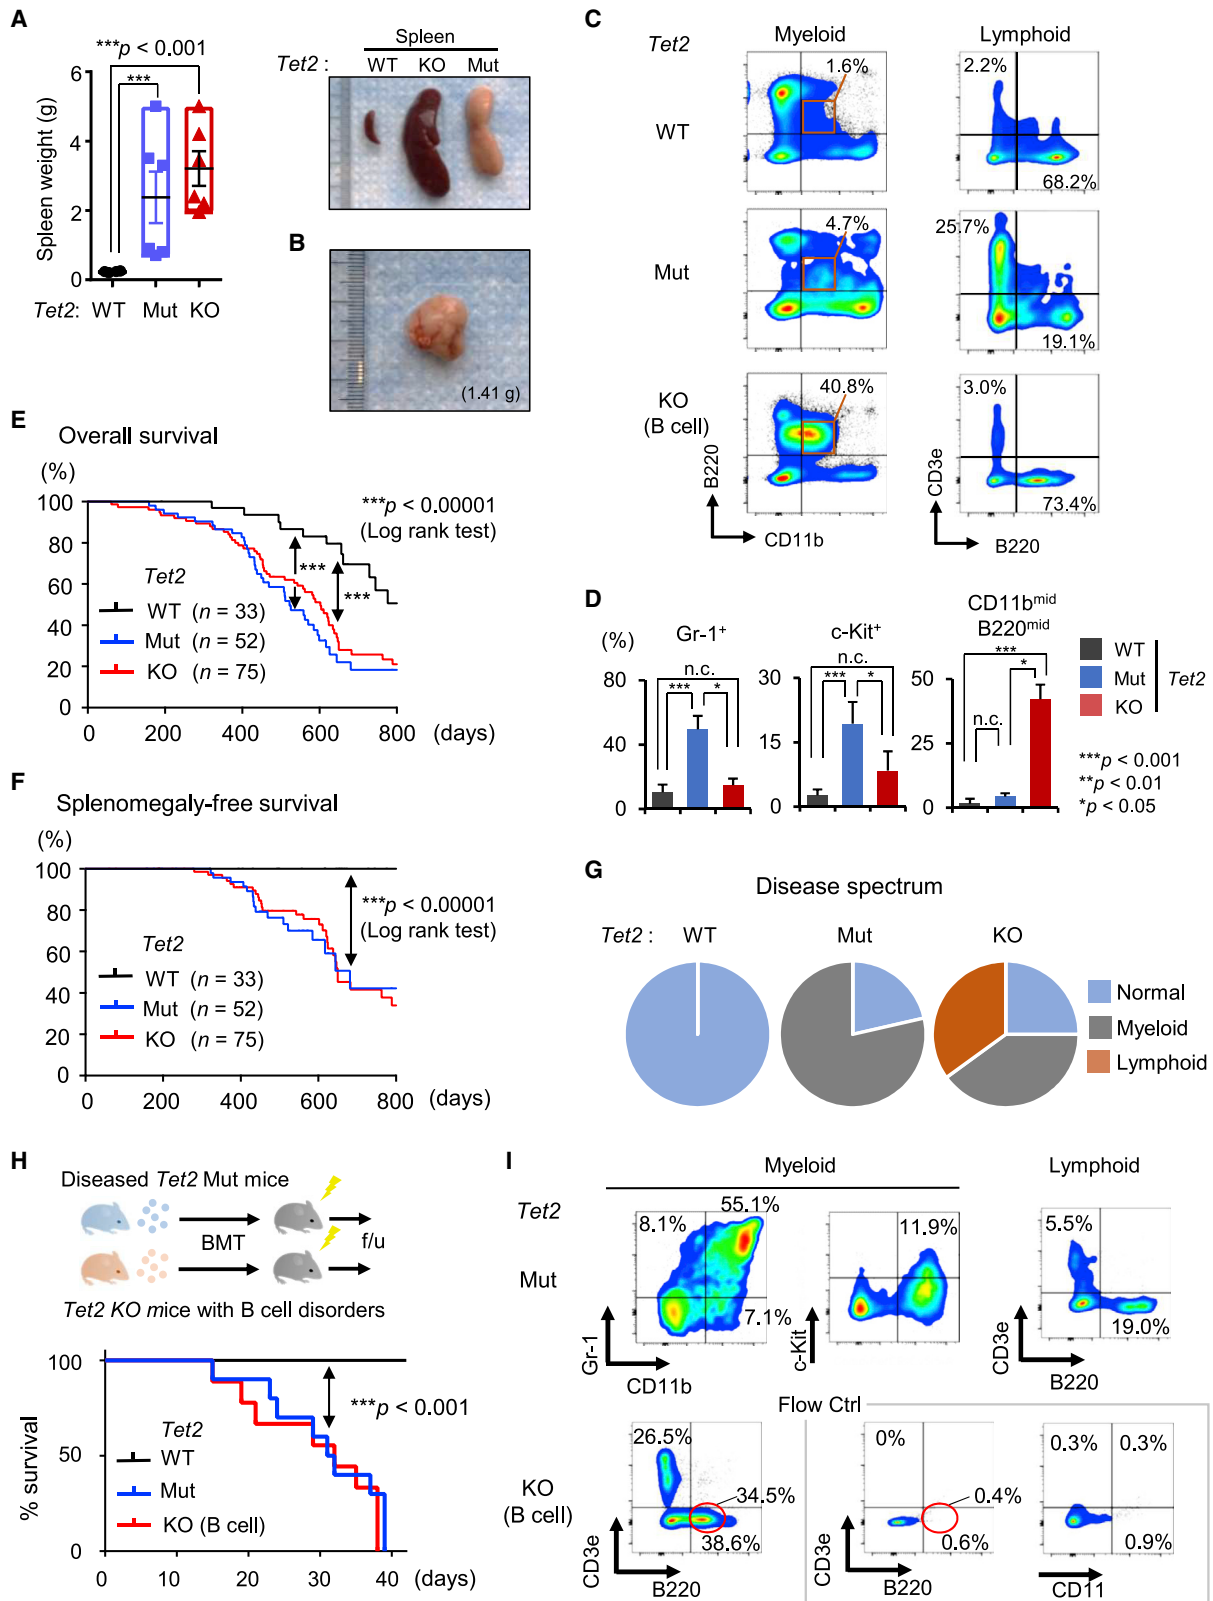 A
***p < 0.001
***
Spleen weight (g)
6
4
2
0
Tet2: WT Mut KO
Spleen
Tet2 : WT KO Mut
B
(1.41 g)
C
Tet2 Myeloid Lymphoid
WT
1.6%
2.2%
68.2%
Mut
4.7%
25.7%
19.1%
KO
(B cell)
40.8%
3.0%
73.4%
B220
CD11b
CD3e
B220
D
(%)
Gr-1+
n.c.
***
*
80
40
0
c-Kit+
n.c.
***
*
30
15
0
CD11bmid
B220mid
***
*
n.c.
50
25
0
WT
Mut
KO
Tet2
***p < 0.001
**p < 0.01
*p < 0.05
E
Overall survival
(%)
100
80
60
40
20
0
***p < 0.00001
(Log rank test)
***
***
Tet2
WT (n = 33)
Mut (n = 52)
KO (n = 75)
0 200 400 600 800 (days)
F
Splenomegaly-free survival
(%)
100
80
60
40
20
0
***p < 0.00001
(Log rank test)
Tet2
WT (n = 33)
Mut (n = 52)
KO (n = 75)
0 200 400 600 800 (days)
G
Disease spectrum
Tet2 : WT Mut KO
Normal
Myeloid
Lymphoid
H
Diseased Tet2 Mut mice
BMT
f/u
Tet2 KO mice with B cell disorders
% survival
100
50
0
***p < 0.001
Tet2
WT
Mut
KO (B cell)
0 10 20 30 40 (days)
I
Myeloid Lymphoid
Tet2
Mut
8.1%
55.1%
7.1%
Gr-1
CD11b
11.9%
c-Kit
5.5%
19.0%
CD3e
B220
Flow Ctrl
KO
(B cell)
26.5%
34.5%
38.6%
CD3e
B220
0%
0.4%
0.6%
CD3e
B220
0.3% 0.3%
0.9%
CD11